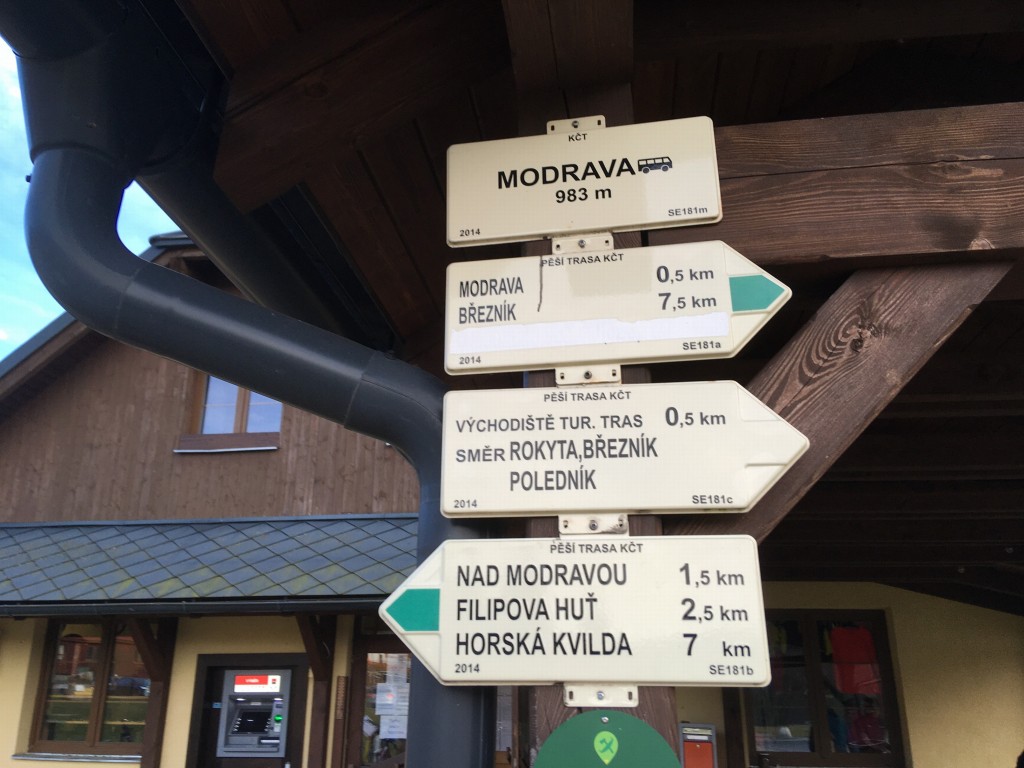 KČT
MODRAVA
983 m
2014 SE181m
PĚŠÍ TRASA KČT
MODRAVA 0,5 km
BŘEZNÍK 7,5 km
2014 SE181a
PĚŠÍ TRASA KČT
VÝCHODIŠTĚ TUR. TRAS 0,5 km
SMĚR ROKYTA,BŘEZNÍK
POLEDNÍK
2014 SE181c
PĚŠÍ TRASA KČT
NAD MODRAVOU 1,5 km
FILIPOVA HUŤ 2,5 km
HORSKÁ KVILDA 7 km
2014 SE181b